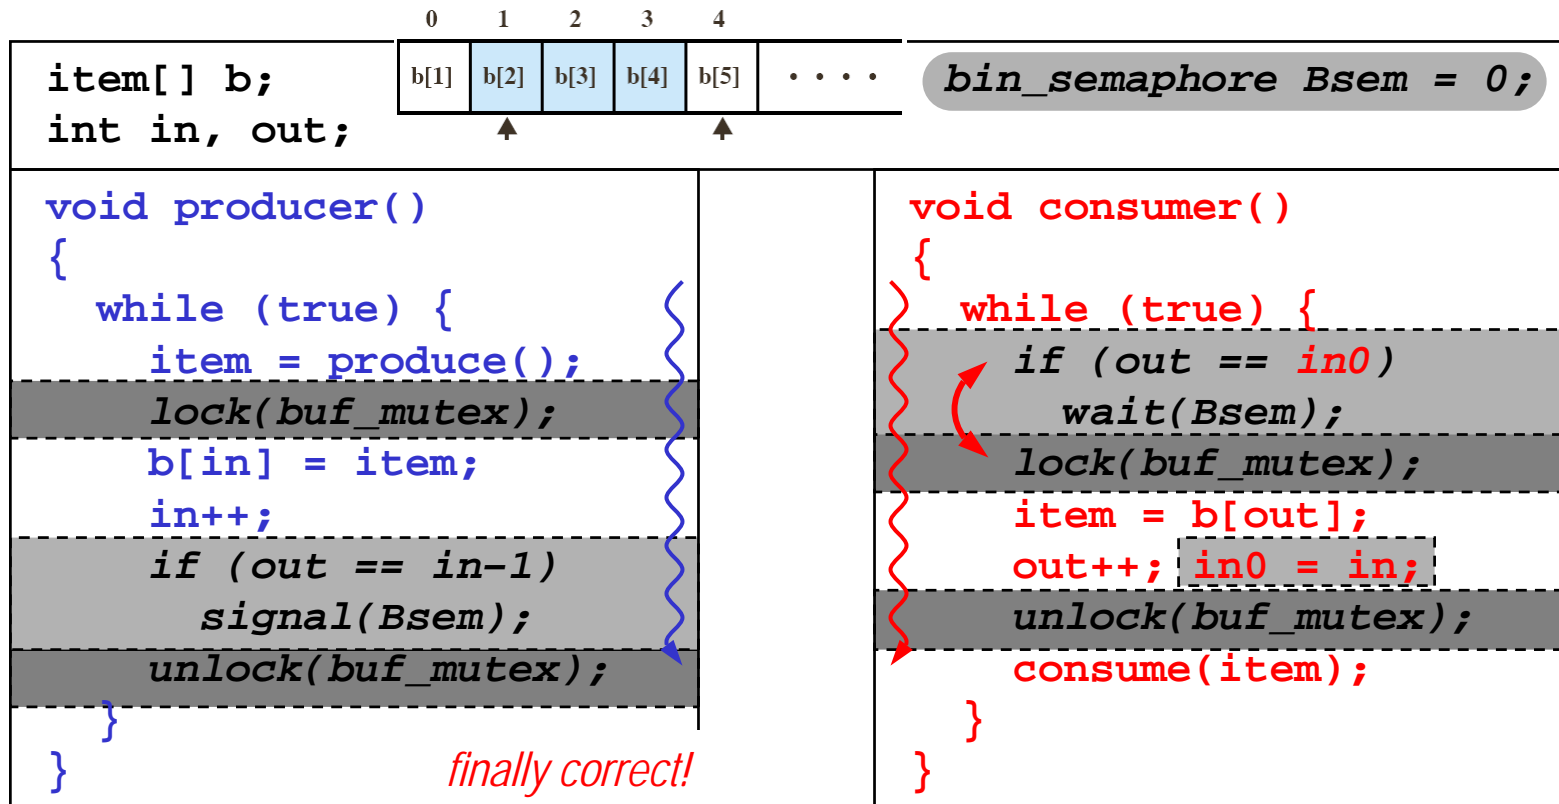 0 1 2 3 4
item[] b;
b[1] b[2] b[3] b[4] b[5] · · · ·
bin_semaphore Bsem = 0;
int in, out;
void producer()
{
while (true) {
item = produce();
lock(buf_mutex);
b[in] = item;
in++;
if (out == in-1)
signal(Bsem);
unlock(buf_mutex);
}
}
finally correct!
void consumer()
{
while (true) {
if (out == in0)
wait(Bsem);
lock(buf_mutex);
item = b[out];
out++; in0 = in;
unlock(buf_mutex);
consume(item);
}
}